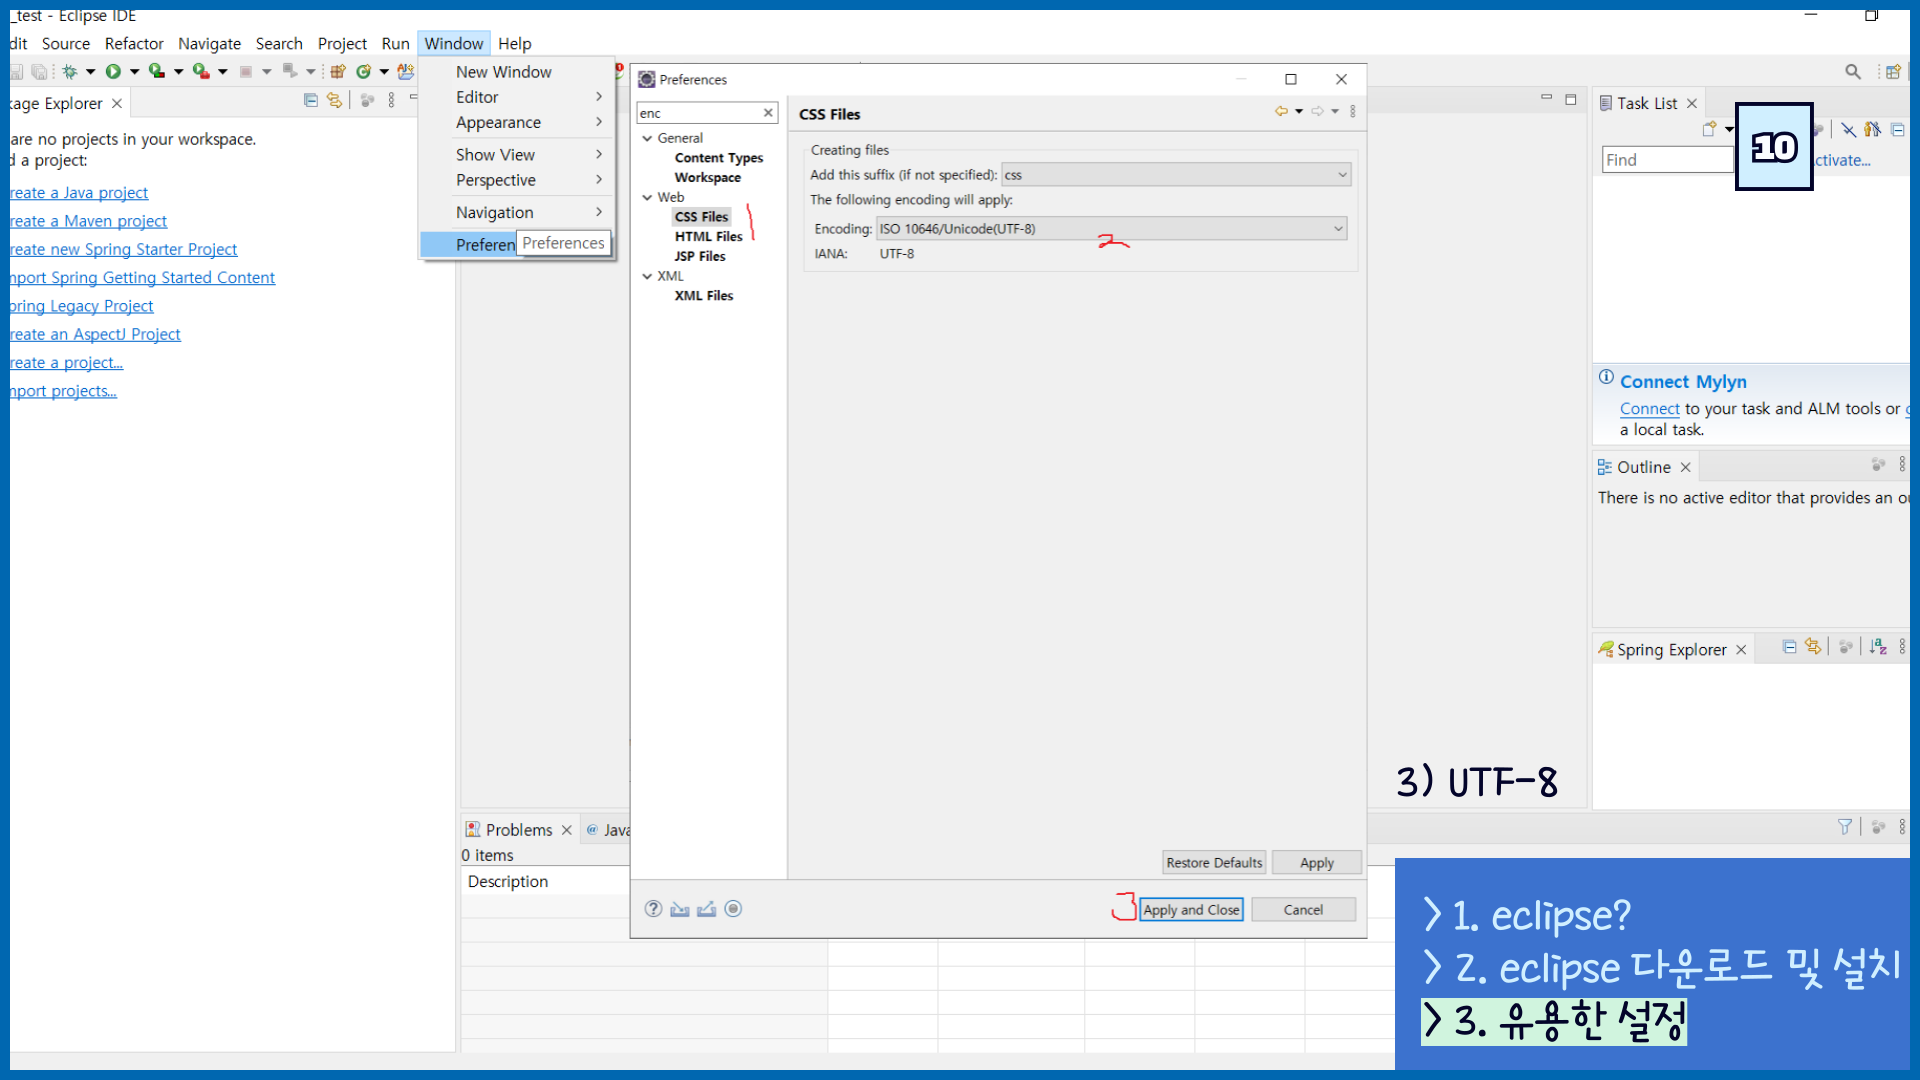 _test - Eclipse IDE
dit Source Refactor Navigate Search Project Run Window Help
kage Explorer
are no projects in your workspace.
d a project:
reate a Java project
reate a Maven project
reate new Spring Starter Project
mport Spring Getting Started Content
pring Legacy Project
reate an AspectJ Project
reate a project...
mport projects...
New Window
Editor
Appearance
Show View
Perspective
Navigation
Preferen
Preferences
Preferences
enc
General
Content Types
Workspace
Web
CSS Files
HTML Files
JSP Files
XML
XML Files
1
CSS Files
Creating files
Add this suffix (if not specified): css
The following encoding will apply:
Encoding: ISO 10646/Unicode(UTF-8)
2
IANA: UTF-8
Restore Defaults Apply
3 Apply and Close Cancel
Problems
@ Java
0 items
Description
Task List
10
Find
ctivate...
Connect Mylyn
Connect to your task and ALM tools or
a local task.
Outline
There is no active editor that provides an ou
Spring Explorer
3) UTF-8
> 1. eclipse?
> 2. eclipse 다운로드 및 설치
> 3. 유용한 설정